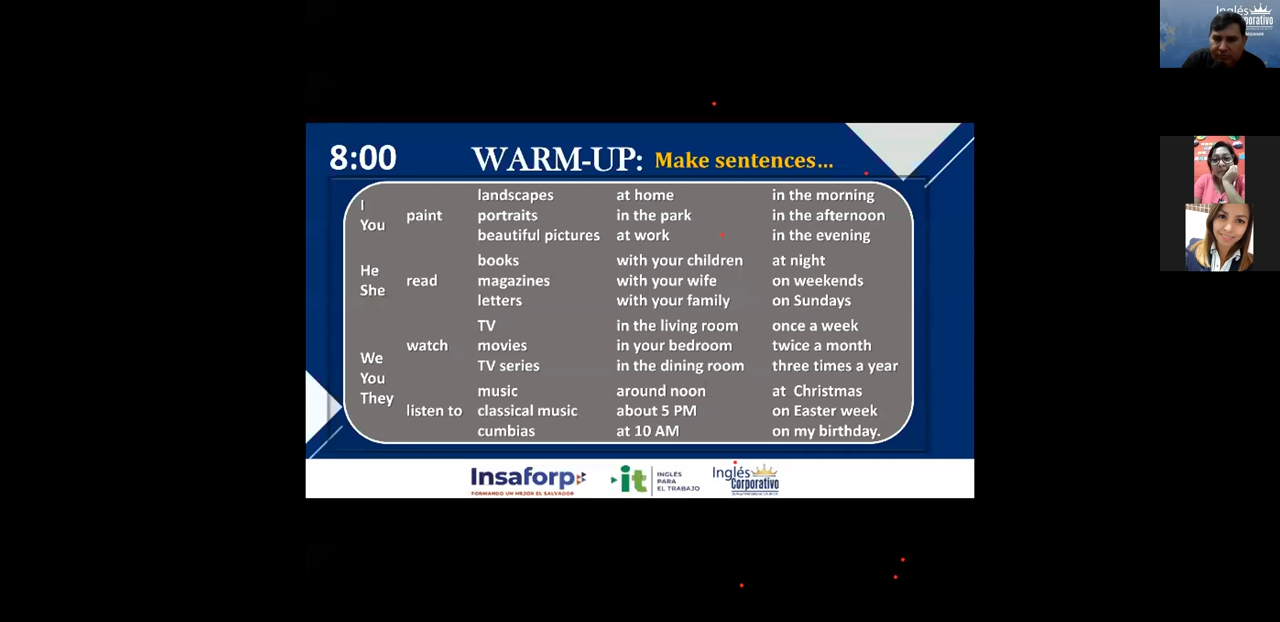 8:00 WARM-UP: Make sentences...
I
You
He
She
We
You
They
paint
read
watch
listen to
landscapes at home in the morning
portraits in the park in the afternoon
beautiful pictures at work in the evening
books with your children at night
magazines with your wife on weekends
letters with your family on Sundays
TV in the living room once a week
movies in your bedroom twice a month
TV series in the dining room three times a year
music around noon at Christmas
classical music about 5 PM on Easter week
cumbias at 10 AM on my birthday.
Insaforp
FORMANDO UN MEJOR EL SALVADOR
it
INGLÉS
PARA
EL TRABAJO
Inglés
Corporativo
Inglés